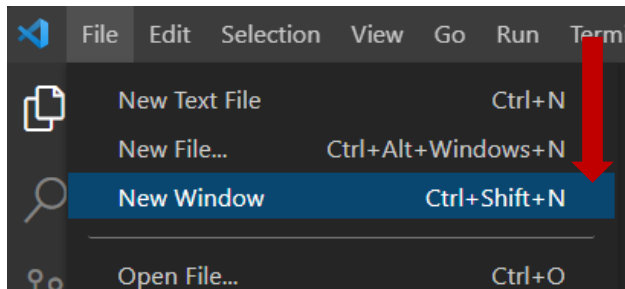 File Edit Selection View Go Run Term
New Text File Ctrl+N
New File... Ctrl+Alt+Windows+N
New Window Ctrl+Shift+N
Open File... Ctrl+O